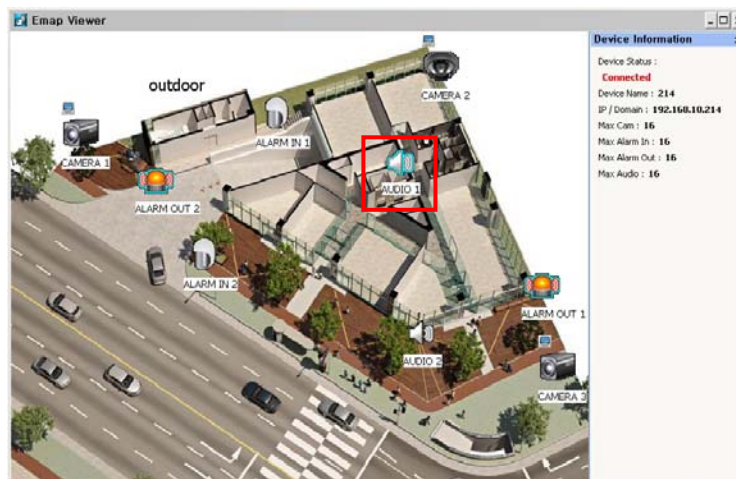 Emap Viewer
Device Information
Device Status :
Connected
Device Name : 214
IP / Domain : 192.168.10.214
Max Cam : 16
Max Alarm In : 16
Max Alarm Out : 16
Max Audio : 16
outdoor
CAMERA 2
ALARM IN 1
CAMERA 1
AUDIO 1
ALARM OUT 2
ALARM IN 2
ALARM OUT 1
AUDIO 2
CAMERA 3